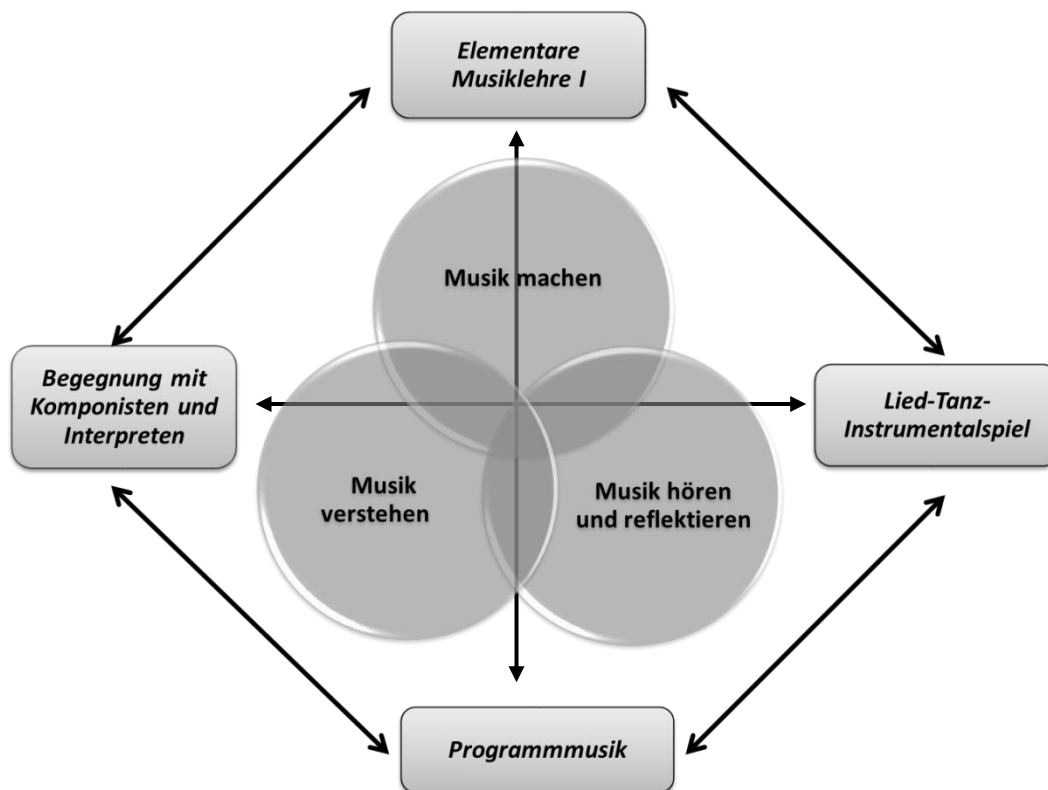 Elementare
Musiklehre I
Musik machen
Begegnung mit
Komponisten und
Interpreten
Lied-Tanz-
Instrumentalspiel
Musik
verstehen
Musik hören
und reflektieren
Programmmusik